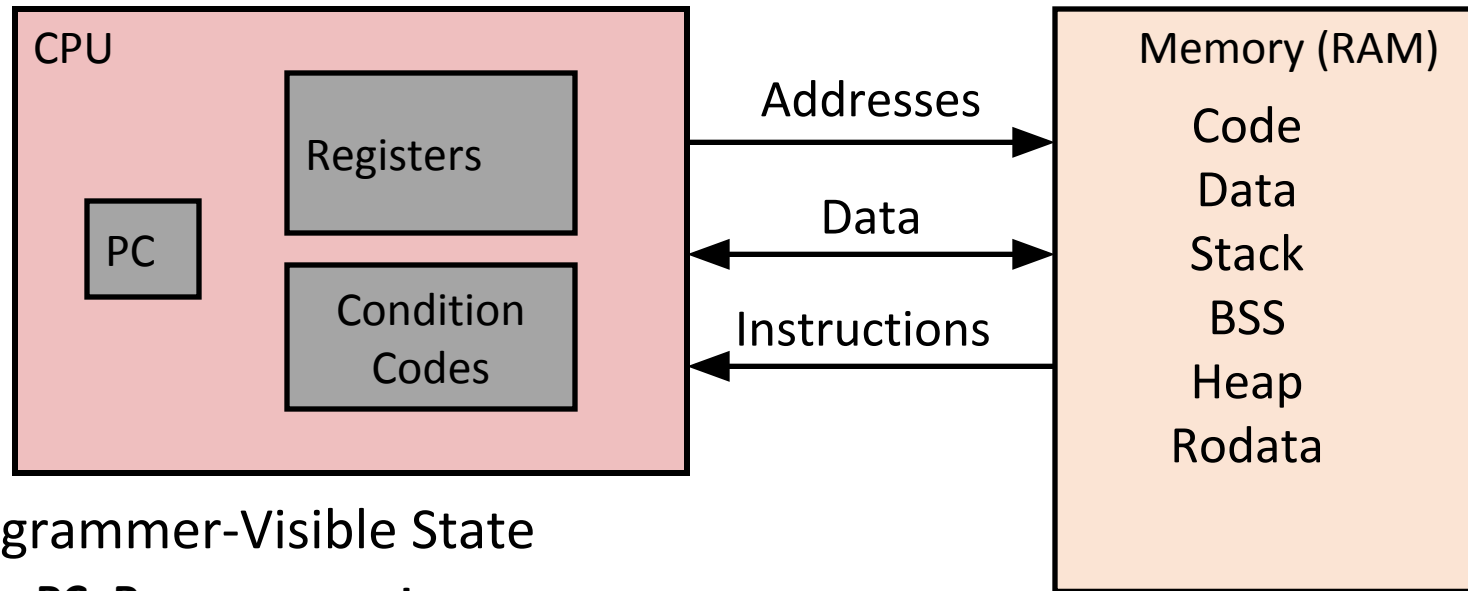 CPU
Registers
PC
Condition
Codes
Addresses
Data
Instructions
Memory (RAM)
Code
Data
Stack
BSS
Heap
Rodata
grammer-Visible State